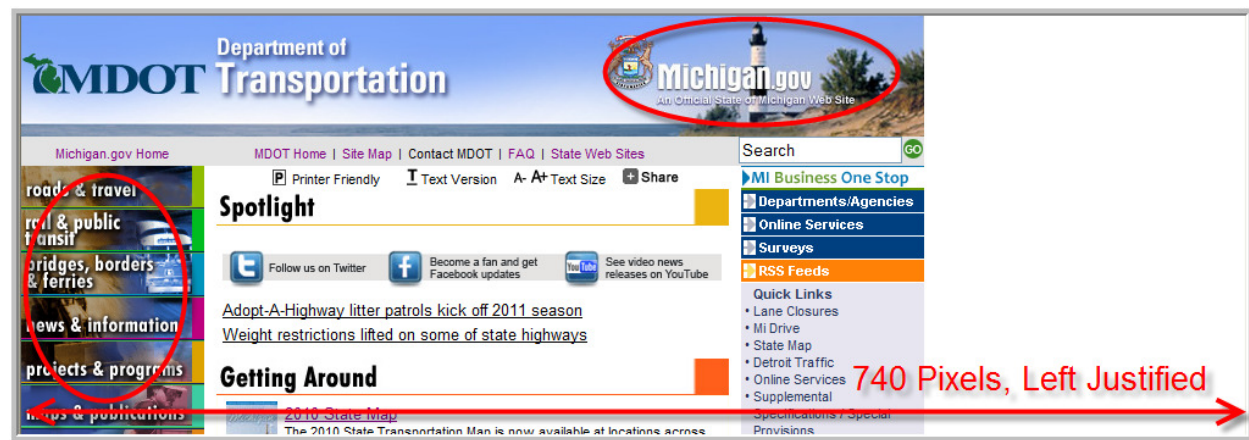 MDOT
Department of
Transportation
Michigan.gov
An Official State of Michigan Web Site
Michigan.gov Home
MDOT Home | Site Map | Contact MDOT | FAQ | State Web Sites
Search
GO
P Printer Friendly T Text Version A- A+ Text Size + Share
roads & travel
rail & public
transit
bridges, borders
& ferries
news & information
projects & programs
maps & publications
Spotlight
Follow us on Twitter
Become a fan and get
Facebook updates
You Tube
See video news
releases on YouTube
Adopt-A-Highway litter patrols kick off 2011 season
Weight restrictions lifted on some of state highways
Getting Around
2010 State Map
The 2010 State Transportation Map is now available at locations across
MI Business One Stop
Departments/Agencies
Online Services
Surveys
RSS Feeds
Quick Links
• Lane Closures
• Mi Drive
• State Map
• Detroit Traffic
• Online Services
• Supplemental
Specifications / Special
Provisions
740 Pixels, Left Justified